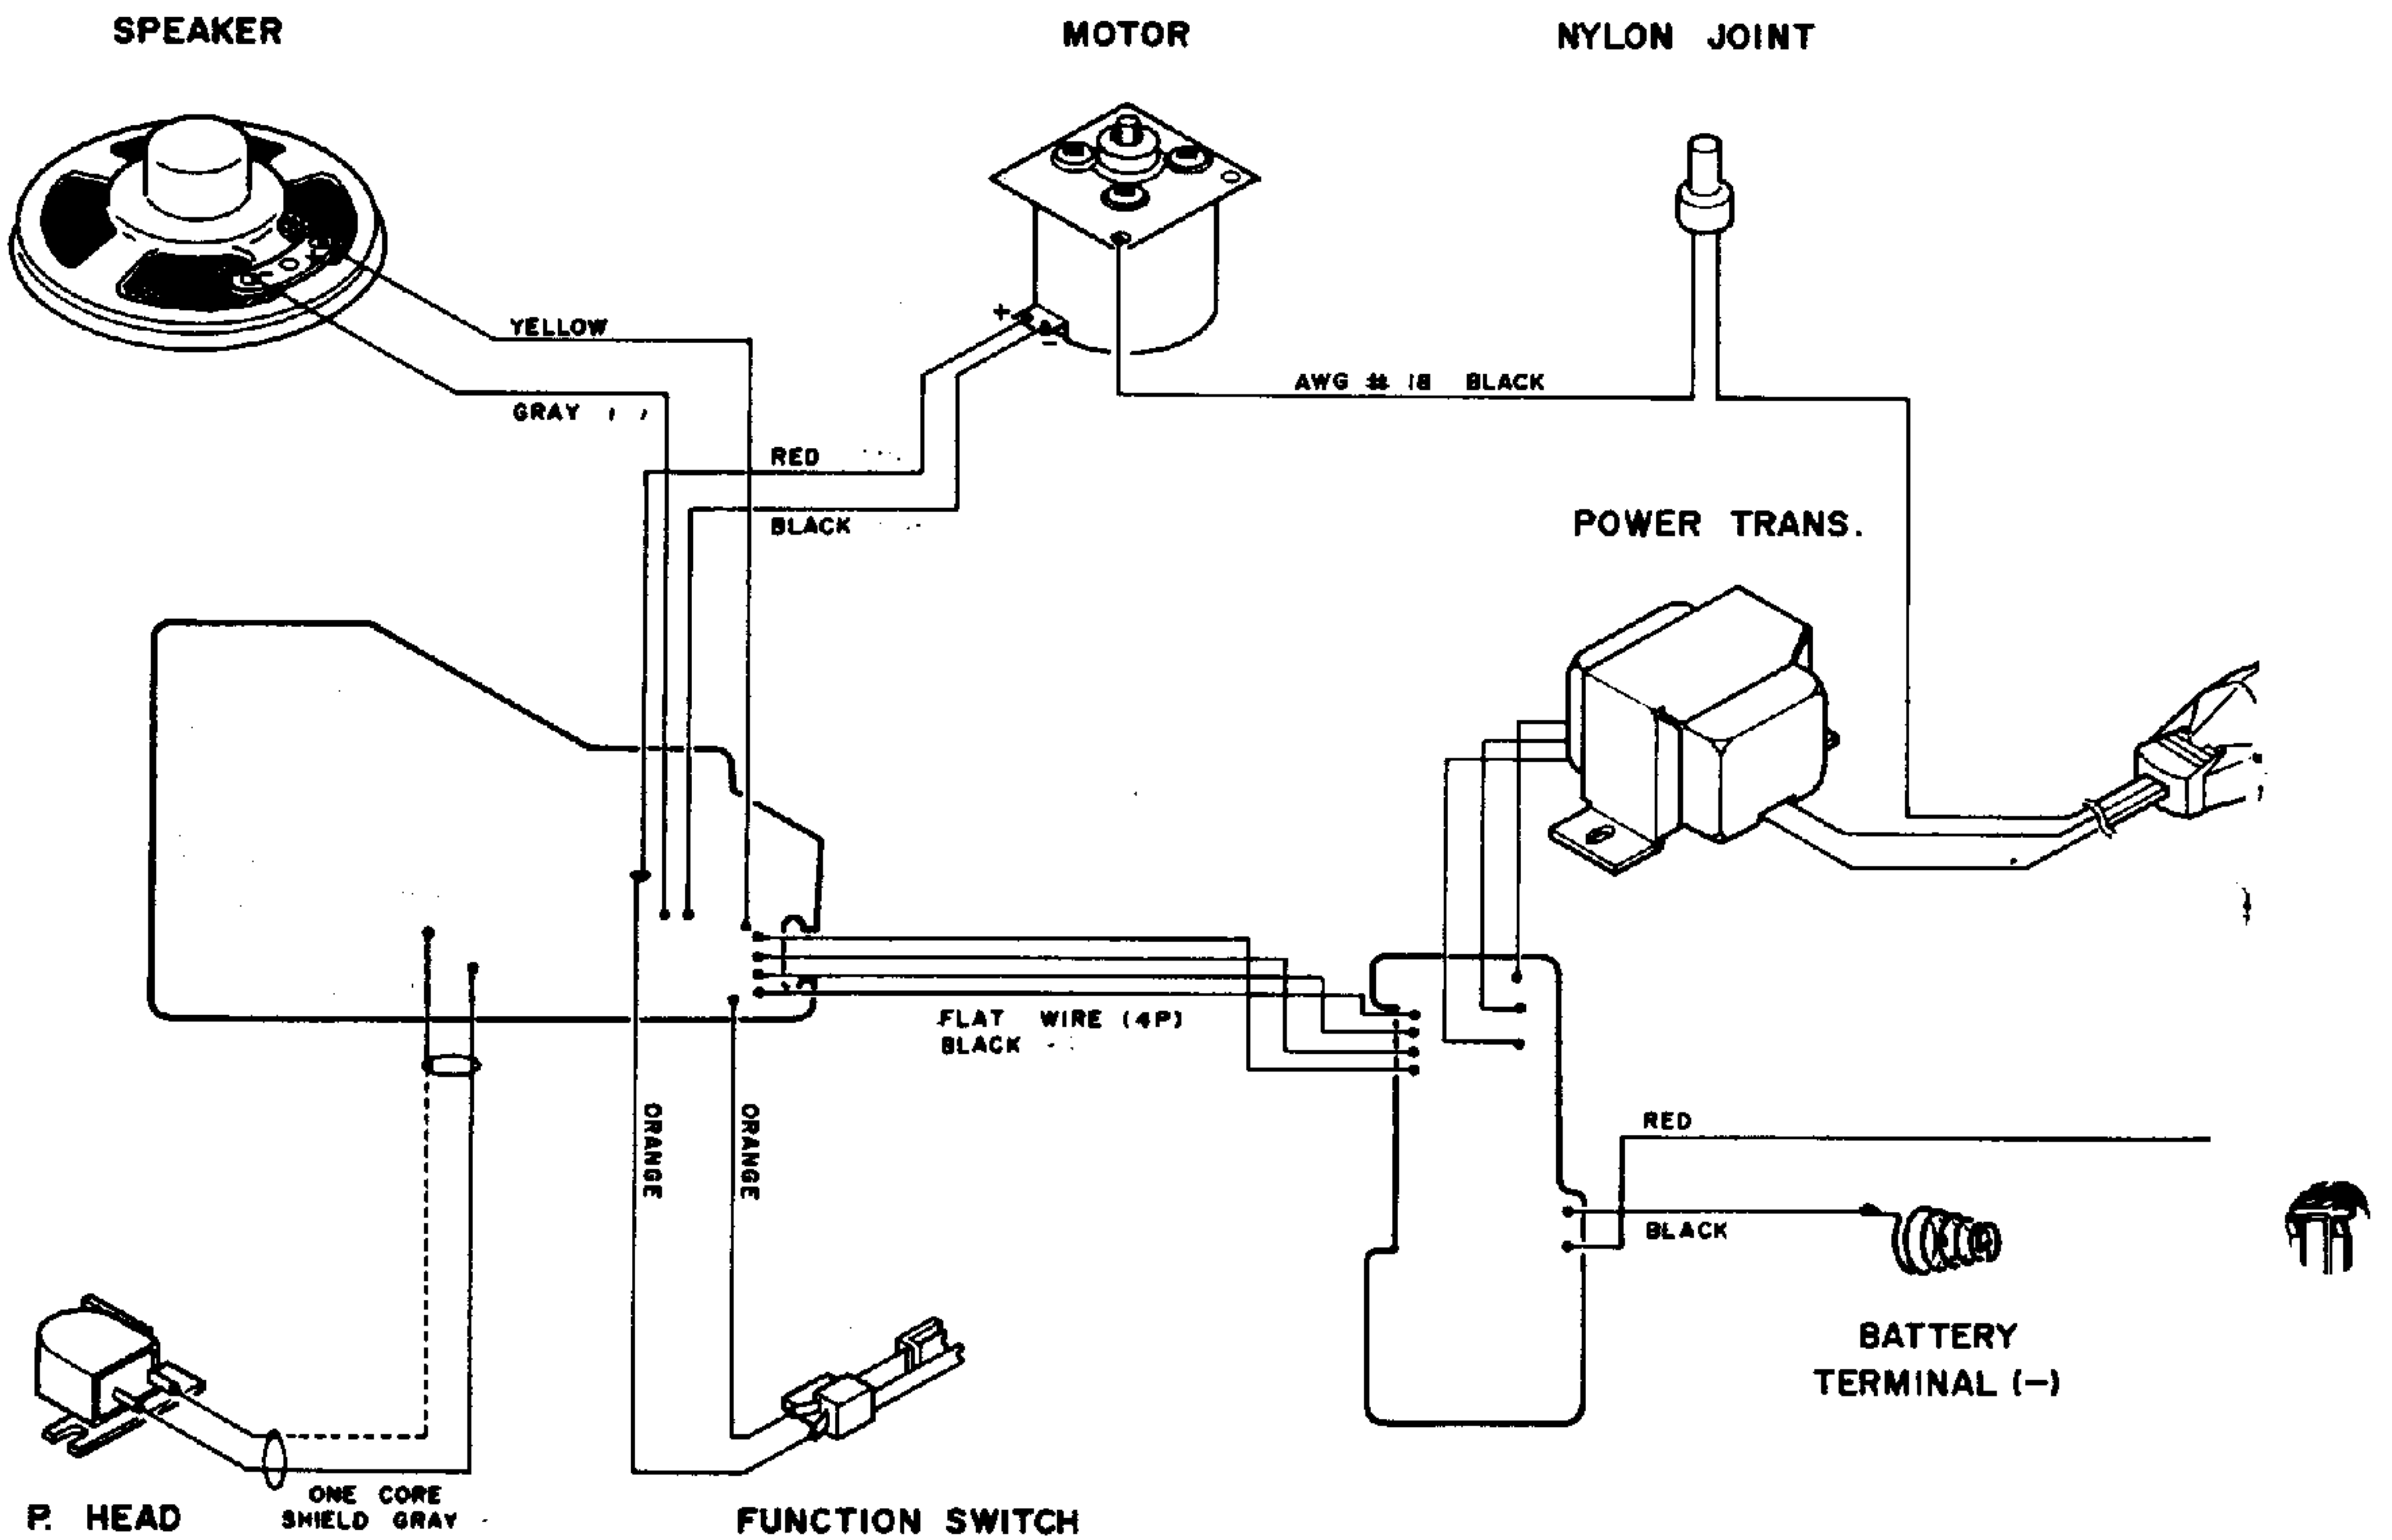 SPEAKER
MOTOR
NYLON JOINT
+
-
YELLOW
GRAY
AWG # 18 BLACK
RED
BLACK
POWER TRANS.
FLAT WIRE (4P)
BLACK
ORANGE
ORANGE
RED
BLACK
BATTERY
TERMINAL (-)
ONE CORE
SHIELD GRAY
P. HEAD
FUNCTION SWITCH